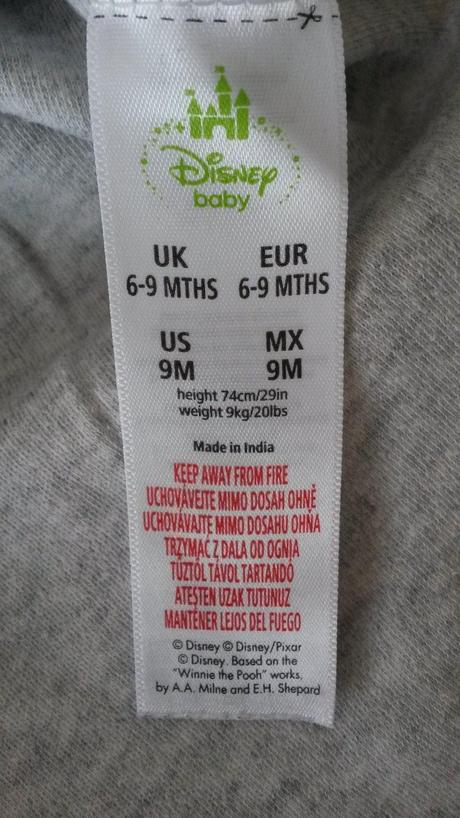 Disney
baby
UK EUR
6-9 MTHS 6-9 MTHS
US MX
9M 9M
height 74cm/29in
weight 9kg/20lbs
Made in India
KEEP AWAY FROM FIRE
UCHOVÁVEJTE MIMO DOSAH OHNĚ
UCHOVÁVAJTE MIMO DOSAHU OHŇA
TRZYMAĆ Z DALA OD OGNIA
TŰZTŐL TÁVOL TARTANDÓ
ATEŞTEN UZAK TUTUNUZ
MANTENER LEJOS DEL FUEGO
© Disney © Disney/Pixar
© Disney. Based on the
"Winnie the Pooh" works,
by A.A. Milne and E.H. Shepard